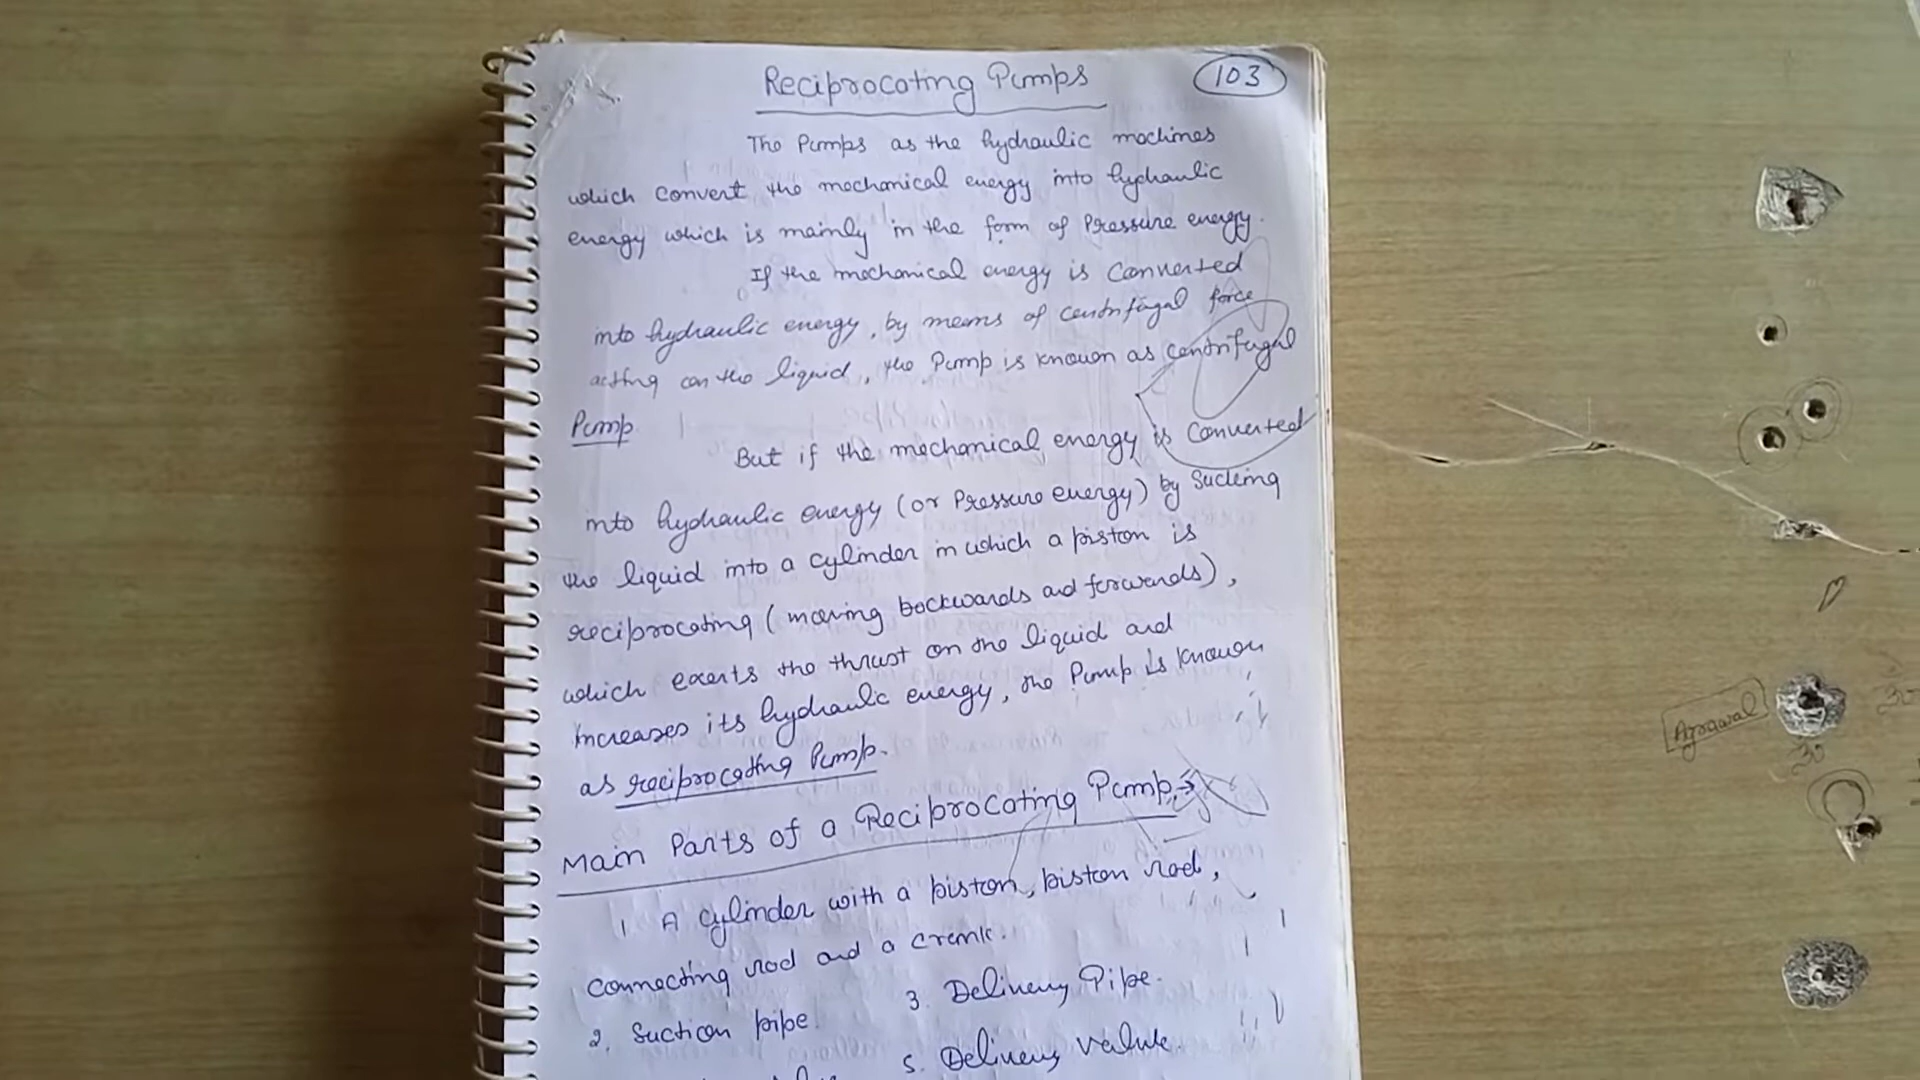 Reciprocating Pumps
103
The Pumps as the hydraulic machines
which convert the mechanical energy into hydraulic
energy which is mainly in the form of Pressure energy.
If the mechanical energy is converted
into hydraulic energy, by means of centrifugal force
acting on the liquid, the Pump is known as centrifugal
Pump
But if the mechanical energy is converted
into hydraulic energy (or Pressure energy) by sucking
the liquid into a cylinder in which a piston is
reciprocating (moving backwards and forwards),
which exerts the thrust on the liquid and
increases its hydraulic energy, the Pump is known
as reciprocating Pump.
Main Parts of a Reciprocating Pump:→
1 A cylinder with a piston, piston rod,
connecting rod and a crank.
2. Suction pipe
3. Delivery Pipe.
5. Delivery valve.
Agrawal
30